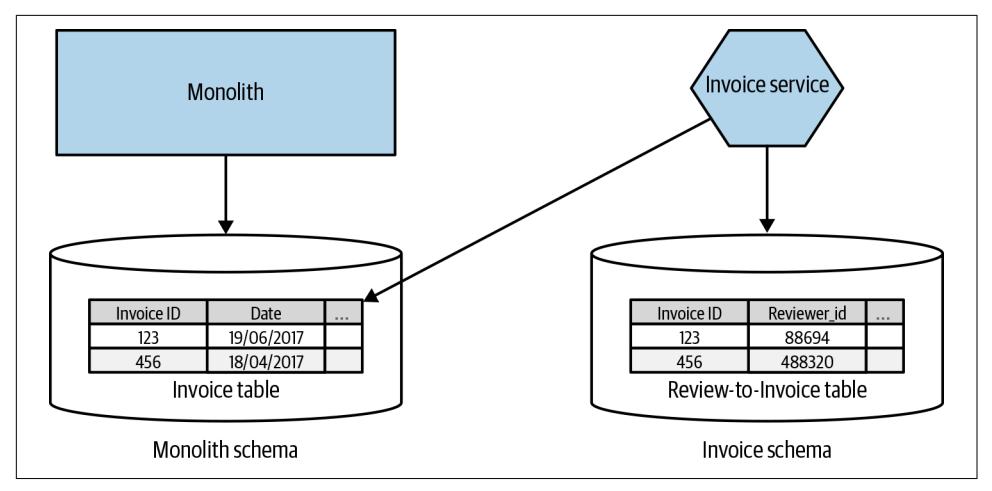 Monolith
Invoice service
Invoice ID Date ...
123 19/06/2017
456 18/04/2017
Invoice table
Monolith schema
Invoice ID Reviewer_id ...
123 88694
456 488320
Review-to-Invoice table
Invoice schema